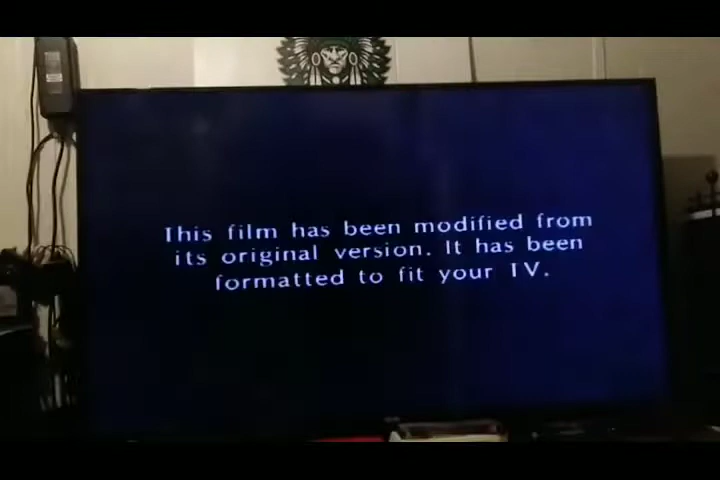 This film has been modified from
its original version. It has been
formatted to fit your TV.